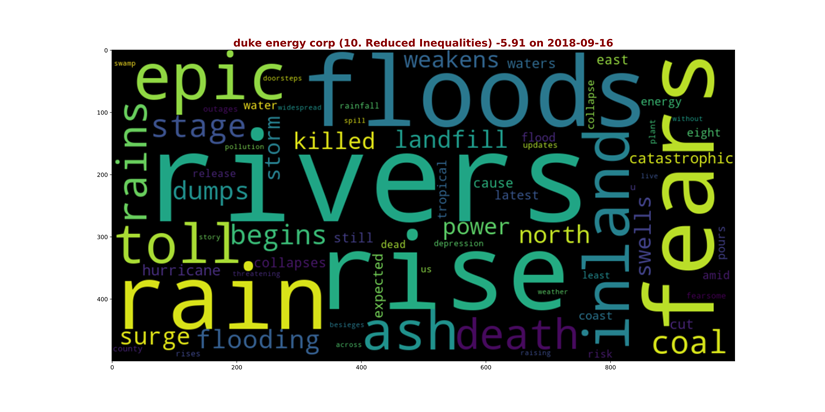 duke energy corp (10. Reduced Inequalities) -5.91 on 2018-09-16
0
100
200
300
400
0
200
400
600
800
swamp
epic
doorsteps
floods
weakens
waters
east
fears
outages
water
widespread
rainfall
collapse
energy
rains
stage
storm
spill
killed
landfill
flood
updates
plant
without
eight
pollution
catastrophic
rivers
release
dumps
tropical
cause
latest
inland
u
live
toll
story
begins
still
dead
power
depression
north
swells
pours
hurricane
collapses
threatening
expected
us
rise
weather
least
amid
fearsome
rain
surge
flooding
besieges
ash
death
coast
cut
coal
county
rises
across
raising
risk